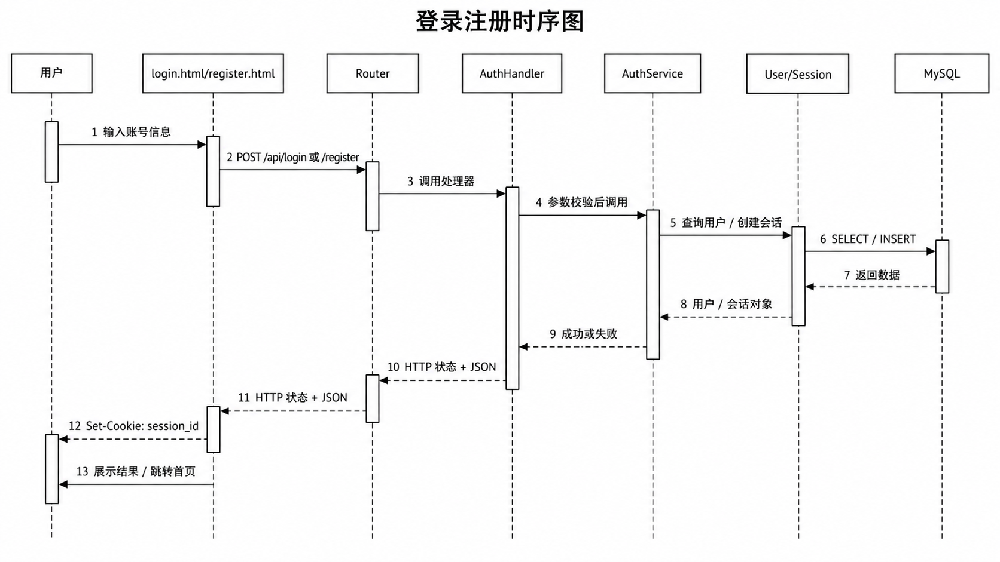 登录注册时序图
用户
login.html/register.html
Router
AuthHandler
AuthService
User/Session
MySQL
1 输入账号信息
2 POST /api/login 或 /register
3 调用处理器
4 参数校验后调用
5 查询用户 / 创建会话
6 SELECT / INSERT
7 返回数据
8 用户 / 会话对象
9 成功或失败
10 HTTP 状态 + JSON
11 HTTP 状态 + JSON
12 Set-Cookie: session_id
13 展示结果 / 跳转首页